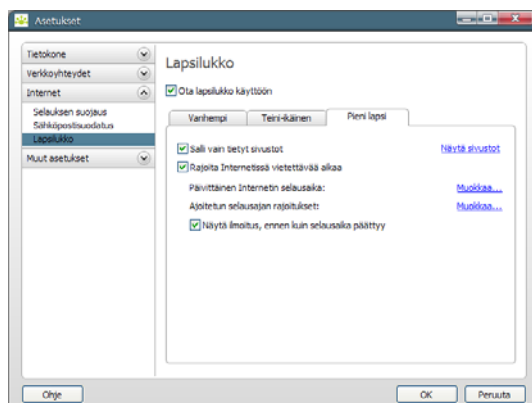 Asetukset
Tietokone
Verkkoyhteydet
Internet
Selauksen suojaus
Sähköpostisuodatus
Lapsilukko
Muut asetukset
Lapsilukko
Ota lapsilukko käyttöön
Vanhempi Teini-ikäinen Pieni lapsi
Salli vain tietyt sivustot Näytä sivustot
Rajoita Internetissä vietettävää aikaa
Päivittäinen Internetin selausaika: Muokkaa...
Ajoitetun selausajan rajoitukset: Muokkaa...
Näytä ilmoitus, ennen kuin selausaika päättyy
Ohje OK Peruuta